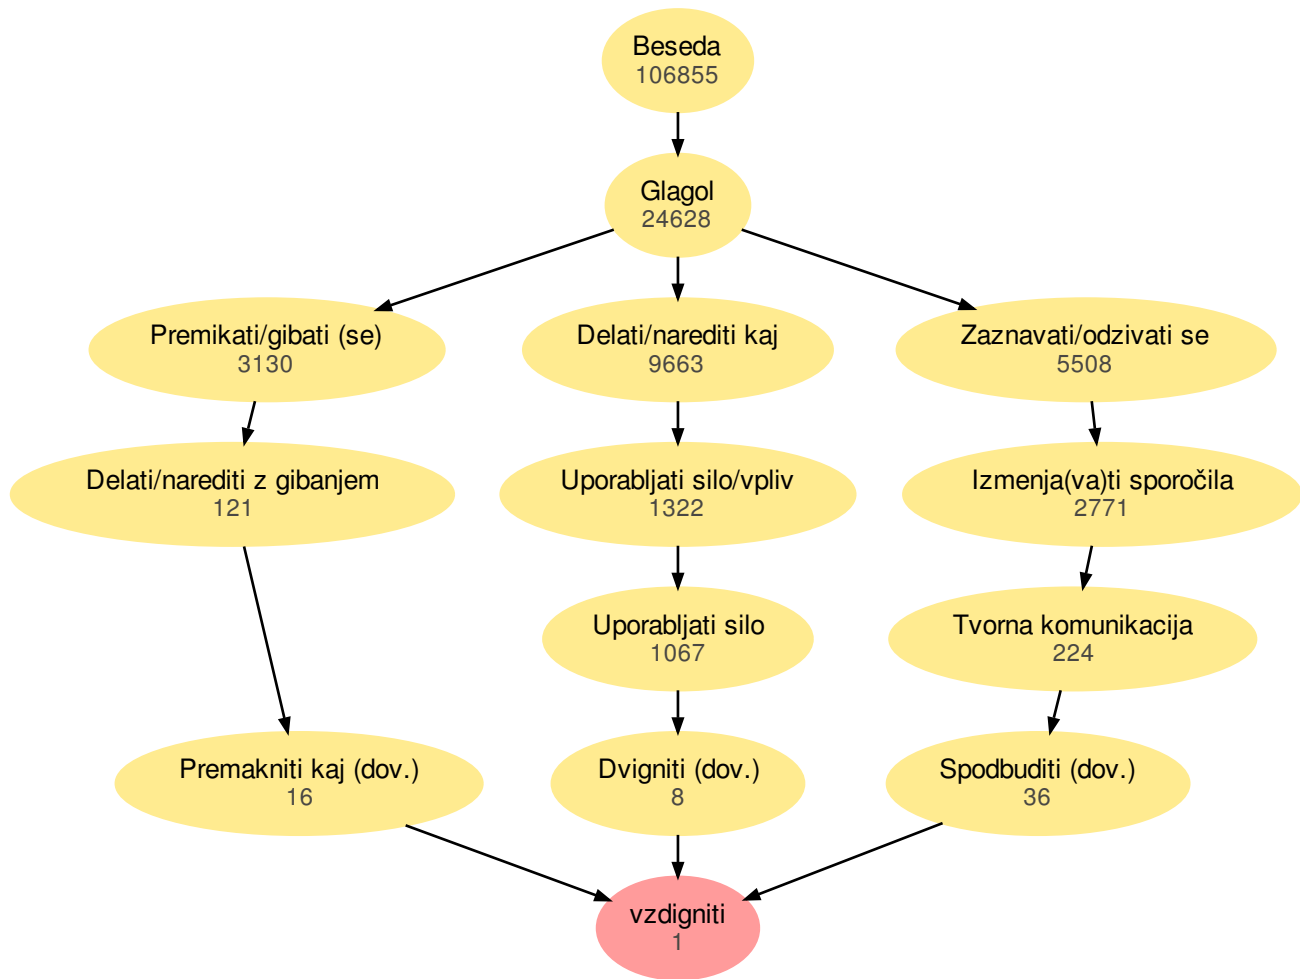 Beseda
106855
Glagol
24628
Premikati/gibati (se)
3130
Delati/narediti kaj
9663
Zaznavati/odzivati se
5508
Delati/narediti z gibanjem
121
Uporabljati silo/vpliv
1322
Izmenja(va)ti sporočila
2771
Uporabljati silo
1067
Tvorna komunikacija
224
Premakniti kaj (dov.)
16
Dvigniti (dov.)
8
Spodbuditi (dov.)
36
vzdigniti
1